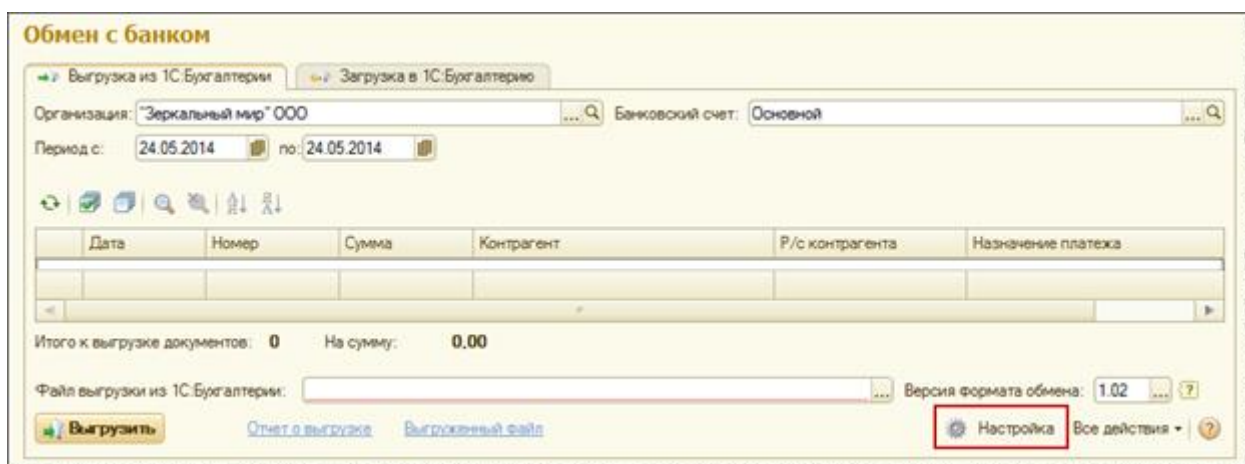 Обмен с банком
Выгрузка из 1С:Бухгалтерии Загрузка в 1С:Бухгалтерию
Организация: "Зеркальный мир" ООО ... Банковский счет: Основной ...
Период с: 24.05.2014 по: 24.05.2014
Дата Номер Сумма Контрагент Р/с контрагента Назначение платежа
Итого к выгрузке документов: 0 На сумму: 0,00
Файл выгрузки из 1С:Бухгалтерии: ... Версия формата обмена: 1.02 ... ?
Выгрузить Отчет о выгрузке Выгруженный файл Настройка Все действия ?